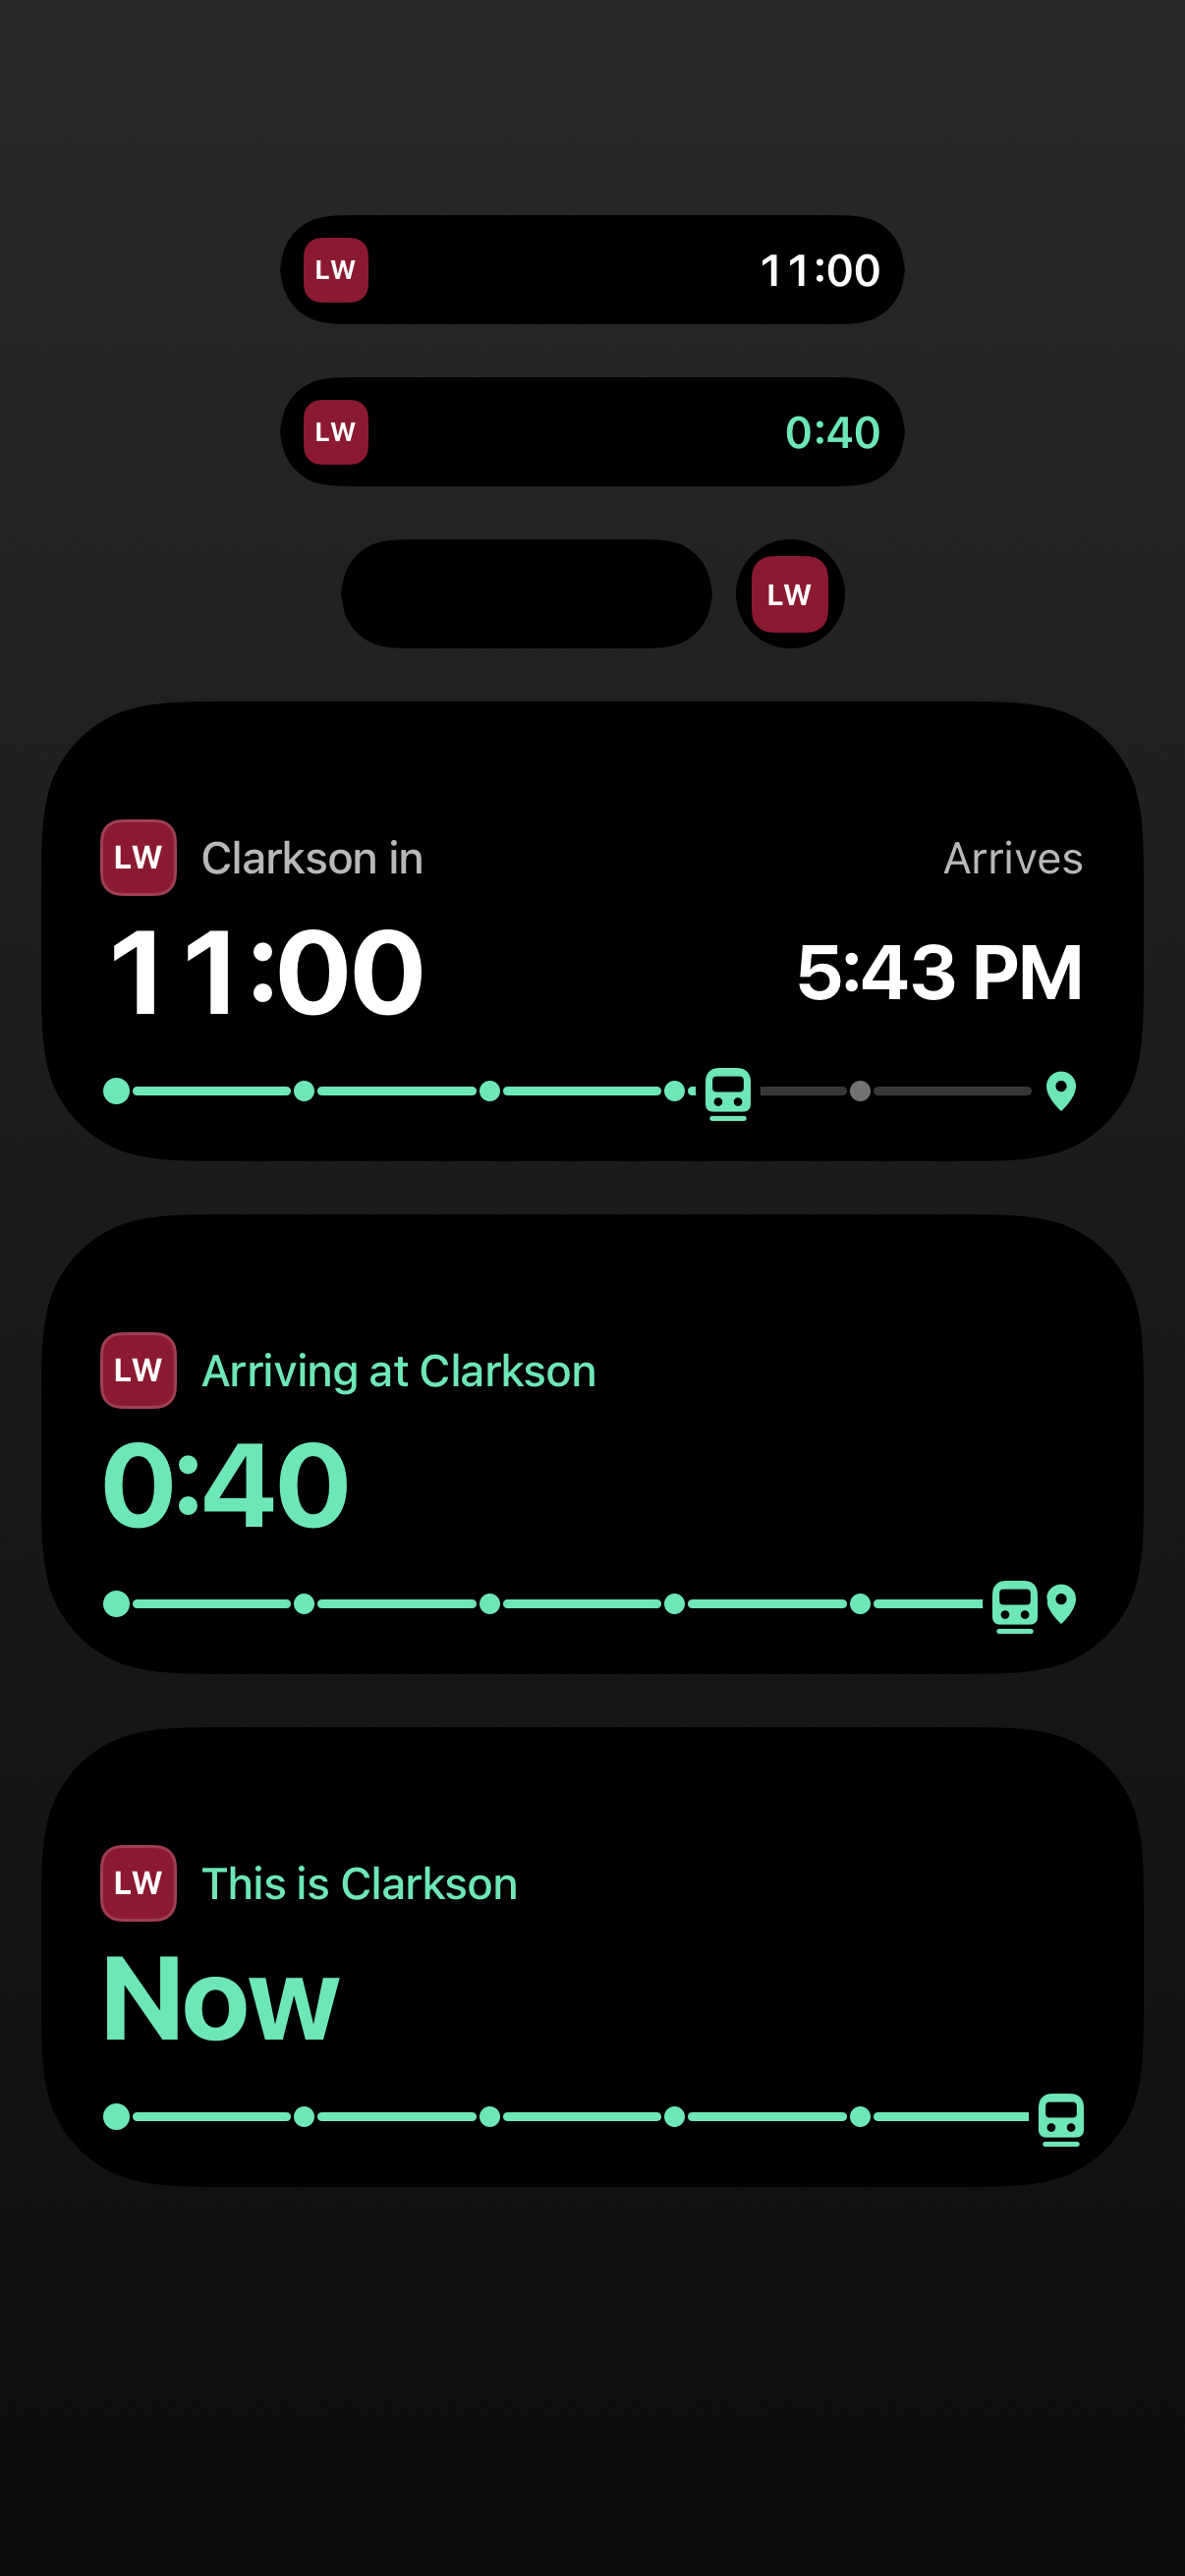 LW 11:00
LW 0:40
LW
LW Clarkson in Arrives
11:00 5:43 PM
LW Arriving at Clarkson
0:40
LW This is Clarkson
Now